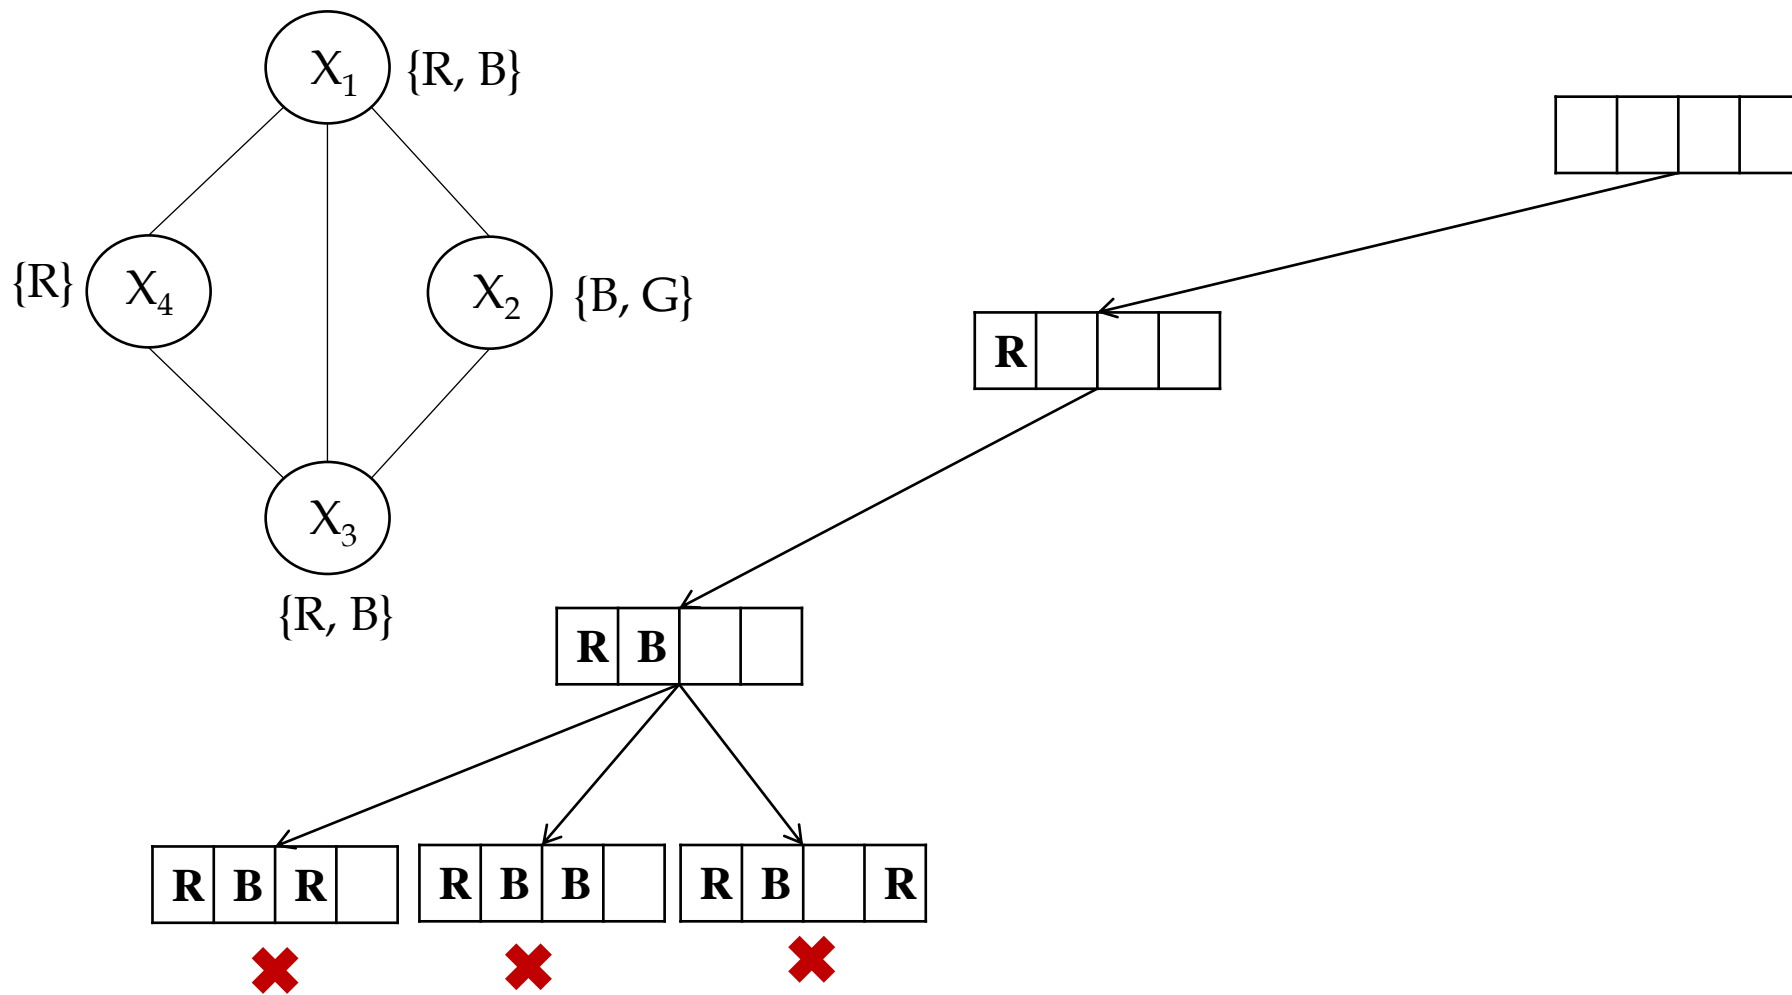 X₁ {R, B}
{R} X₄ X₂ {B, G}
R
X₃
{R, B}
R B
R B R
R B B
R B R